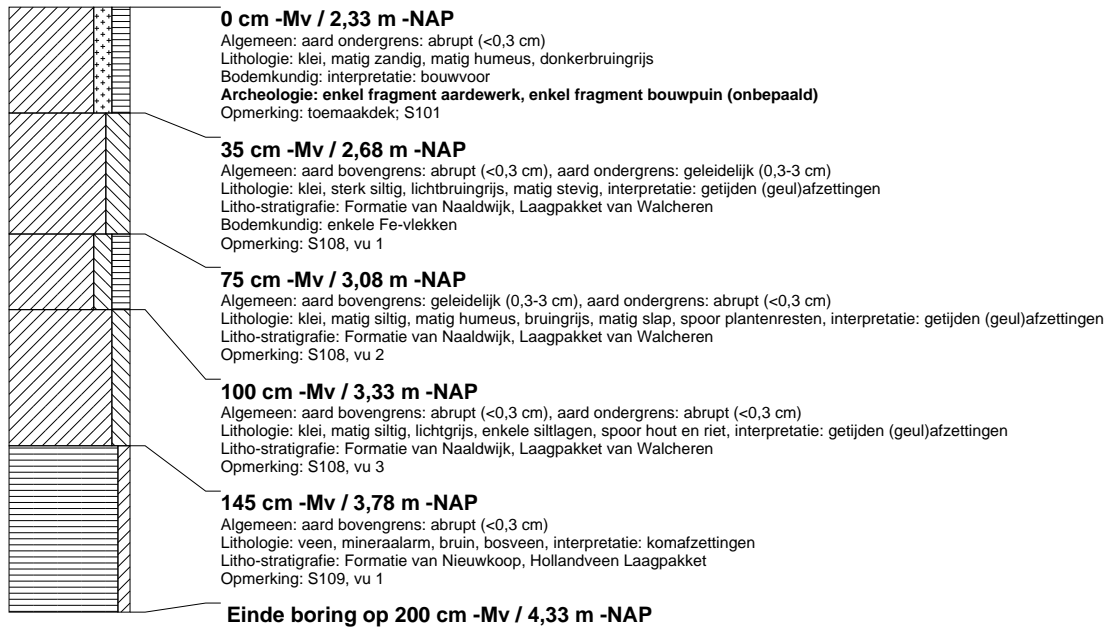 0 cm -Mv / 2,33 m -NAP
Algemeen: aard ondergrens: abrupt (<0,3 cm)
Lithologie: klei, matig zandig, matig humeus, donkerbruingrijs
Bodemkundig: interpretatie: bouwvoor
Archeologie: enkel fragment aardewerk, enkel fragment bouwpuin (onbepaald)
Opmerking: toemaakdek; S101
35 cm -Mv / 2,68 m -NAP
Algemeen: aard bovengrens: abrupt (<0,3 cm), aard ondergrens: geleidelijk (0,3-3 cm)
Lithologie: klei, sterk siltig, lichtbruingrijs, matig stevig, interpretatie: getijden (geul)afzettingen
Litho-stratigrafie: Formatie van Naaldwijk, Laagpakket van Walcheren
Bodemkundig: enkele Fe-vlekken
Opmerking: S108, vu 1
75 cm -Mv / 3,08 m -NAP
Algemeen: aard bovengrens: geleidelijk (0,3-3 cm), aard ondergrens: abrupt (<0,3 cm)
Lithologie: klei, matig siltig, matig humeus, bruingrijs, matig slap, spoor plantenresten, interpretatie: getijden (geul)afzettingen
Litho-stratigrafie: Formatie van Naaldwijk, Laagpakket van Walcheren
Opmerking: S108, vu 2
100 cm -Mv / 3,33 m -NAP
Algemeen: aard bovengrens: abrupt (<0,3 cm), aard ondergrens: abrupt (<0,3 cm)
Lithologie: klei, matig siltig, lichtgrijs, enkele siltlagen, spoor hout en riet, interpretatie: getijden (geul)afzettingen
Litho-stratigrafie: Formatie van Naaldwijk, Laagpakket van Walcheren
Opmerking: S108, vu 3
145 cm -Mv / 3,78 m -NAP
Algemeen: aard bovengrens: abrupt (<0,3 cm)
Lithologie: veen, mineraalarm, bruin, bosveen, interpretatie: komafzettingen
Litho-stratigrafie: Formatie van Nieuwkoop, Hollandveen Laagpakket
Opmerking: S109, vu 1
Einde boring op 200 cm -Mv / 4,33 m -NAP